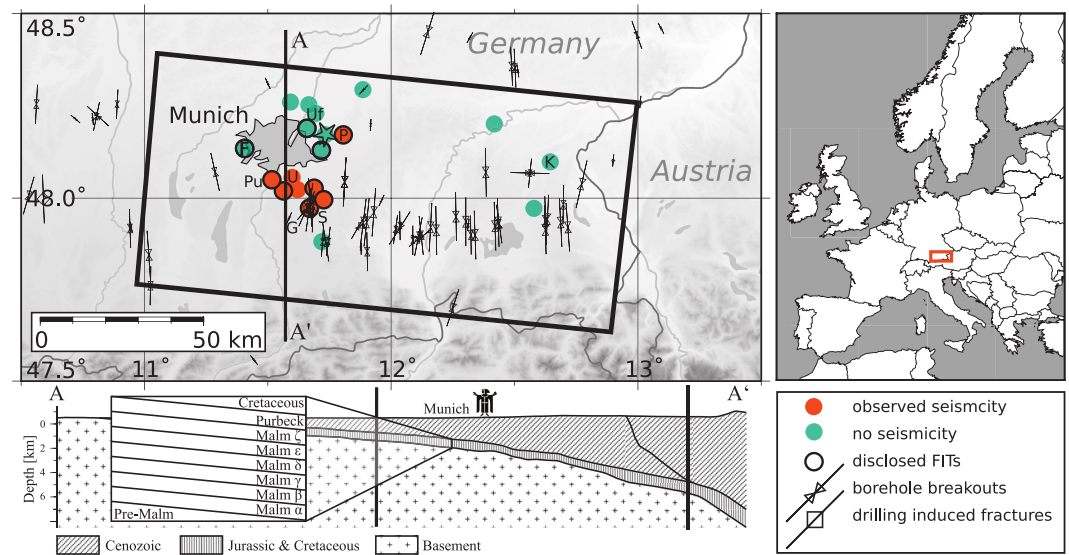 48.5
A
Germany
Munich
Uf
P
F
K
Pu
U
Austria
48.0
G
S
A'
0
50 km
47.5
11°
12°
13°
A
Munich
A‘
Depth [km]
0
2
4
6
Cretaceous
Purbeck
Malm ζ
Malm ε
Malm δ
Malm γ
Malm β
Malm α
Pre-Malm
Cenozoic
Jurassic & Cretaceous
Basement
observed seismcity
no seismicity
disclosed FITs
borehole breakouts
drilling induced fractures